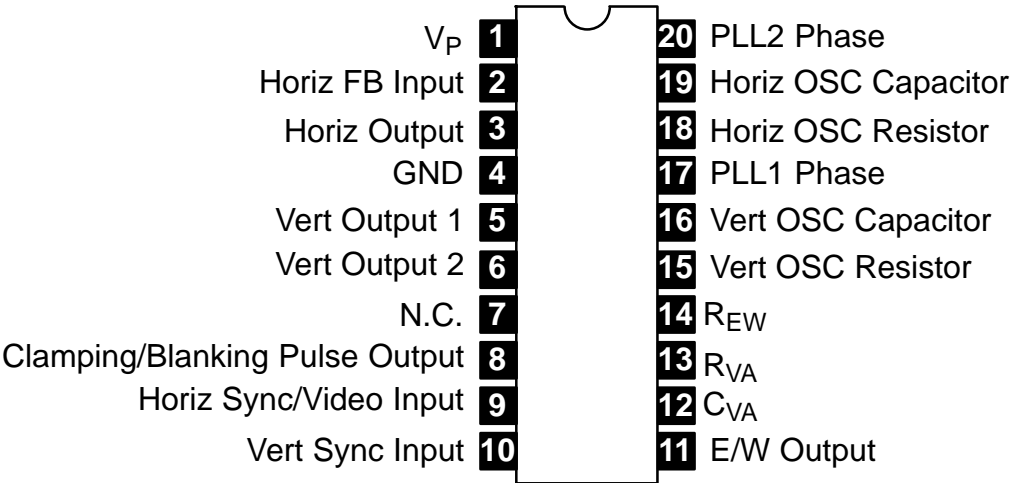 V_P 1 20 PLL2 Phase
Horiz FB Input 2 19 Horiz OSC Capacitor
Horiz Output 3 18 Horiz OSC Resistor
GND 4 17 PLL1 Phase
Vert Output 1 5 16 Vert OSC Capacitor
Vert Output 2 6 15 Vert OSC Resistor
N.C. 7 14 R_EW
Clamping/Blanking Pulse Output 8 13 R_VA
Horiz Sync/Video Input 9 12 C_VA
Vert Sync Input 10 11 E/W Output